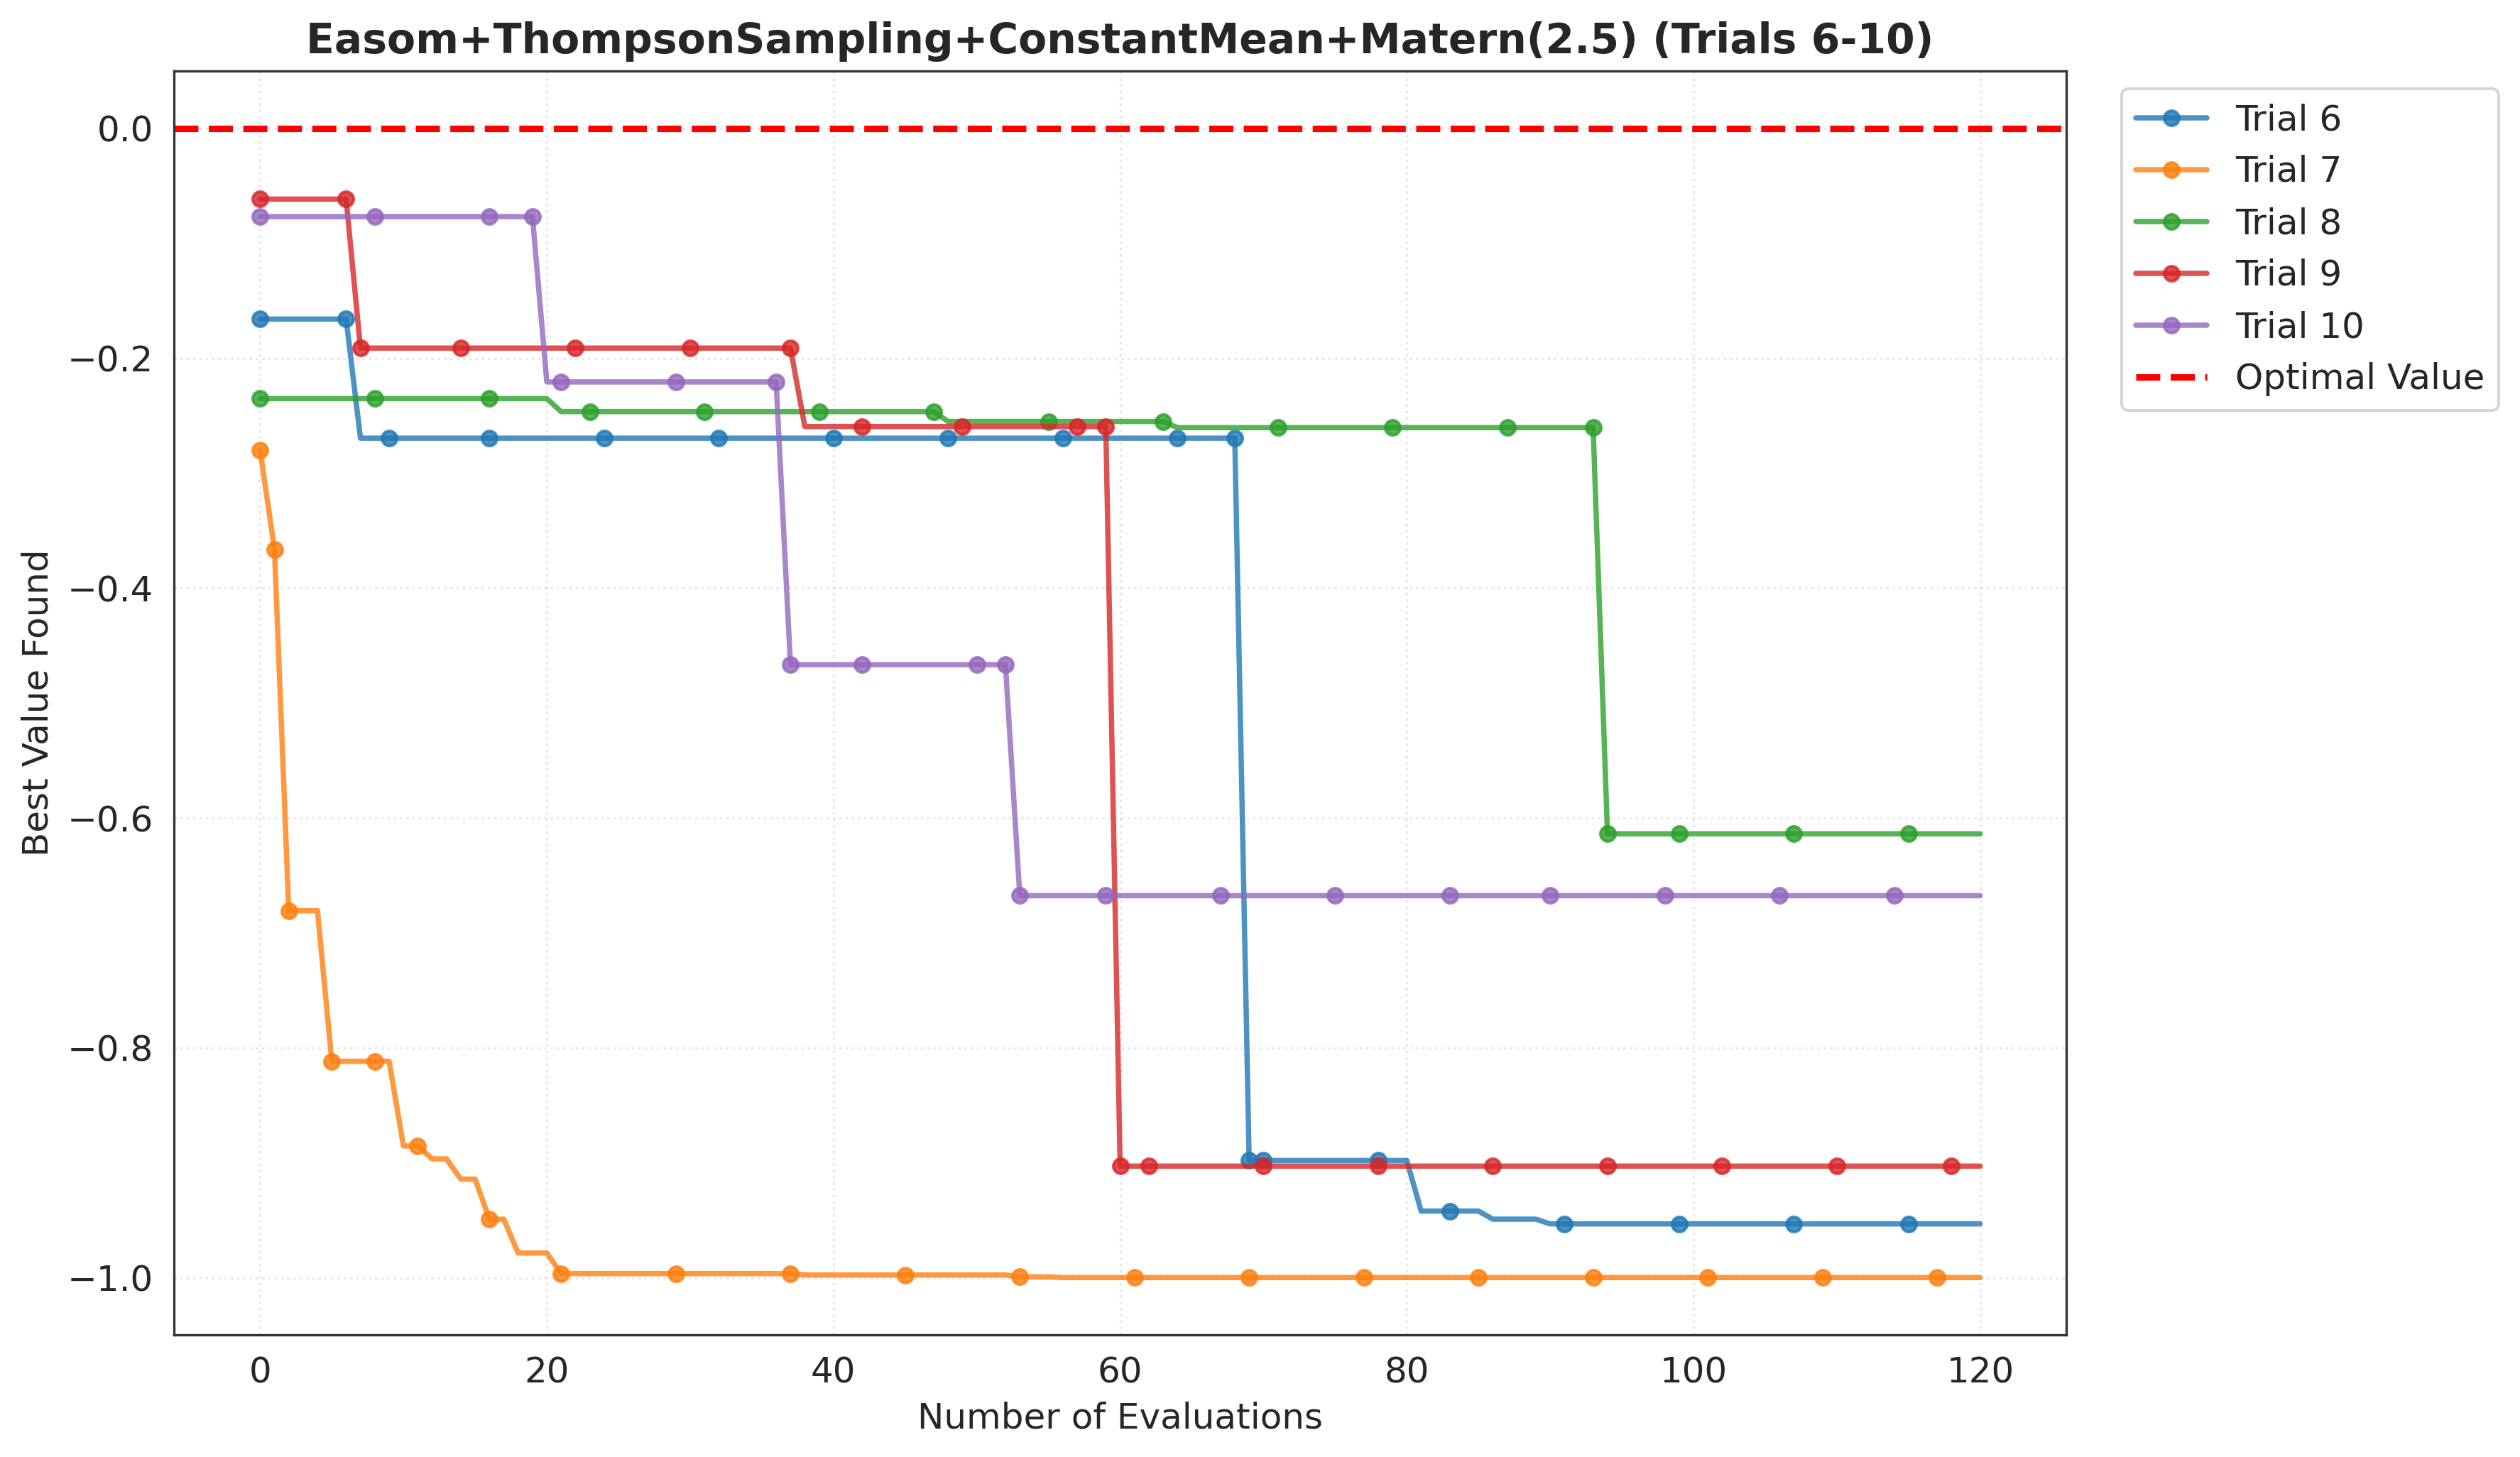 Easom+ThompsonSampling+ConstantMean+Matern(2.5) (Trials 6-10)
Trial 6
Trial 7
Trial 8
Trial 9
Trial 10
Optimal Value
Best Value Found
0.0
−0.2
−0.4
−0.6
−0.8
−1.0
0 20 40 60 80 100 120
Number of Evaluations